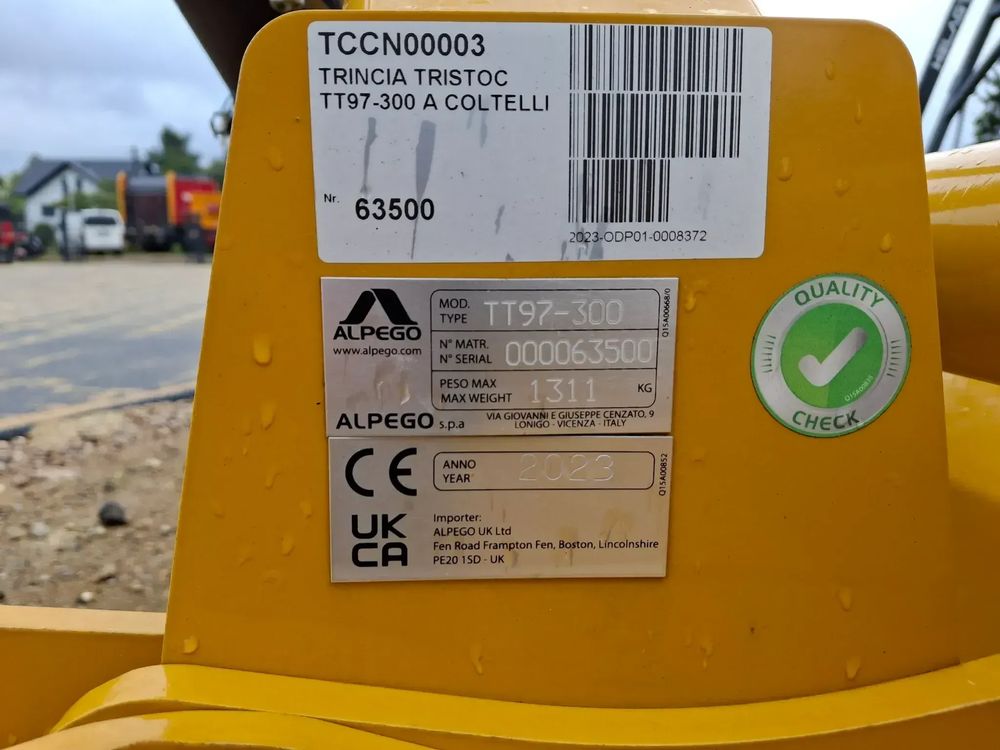 TCCN00003
TRINCIA TRISTOC
TT97-300 A COLTELLI
Nr. 63500
2023-ODP01-0008372
ALPEGO
www.alpego.com
MOD. TYPE TT97-300
N° MATR. N° SERIAL 000063500
PESO MAX MAX WEIGHT 1311 KG
ALPEGO s.p.a
VIA GIOVANNI E GIUSEPPE CENZATO, 9
LONIGO - VICENZA - ITALY
Q15A00668/0
CE
ANNO YEAR 2023
Q15A00852
UK
CA
Importer:
ALPEGO UK Ltd
Fen Road Frampton Fen, Boston, Lincolnshire
PE20 1SD - UK
QUALITY
CHECK